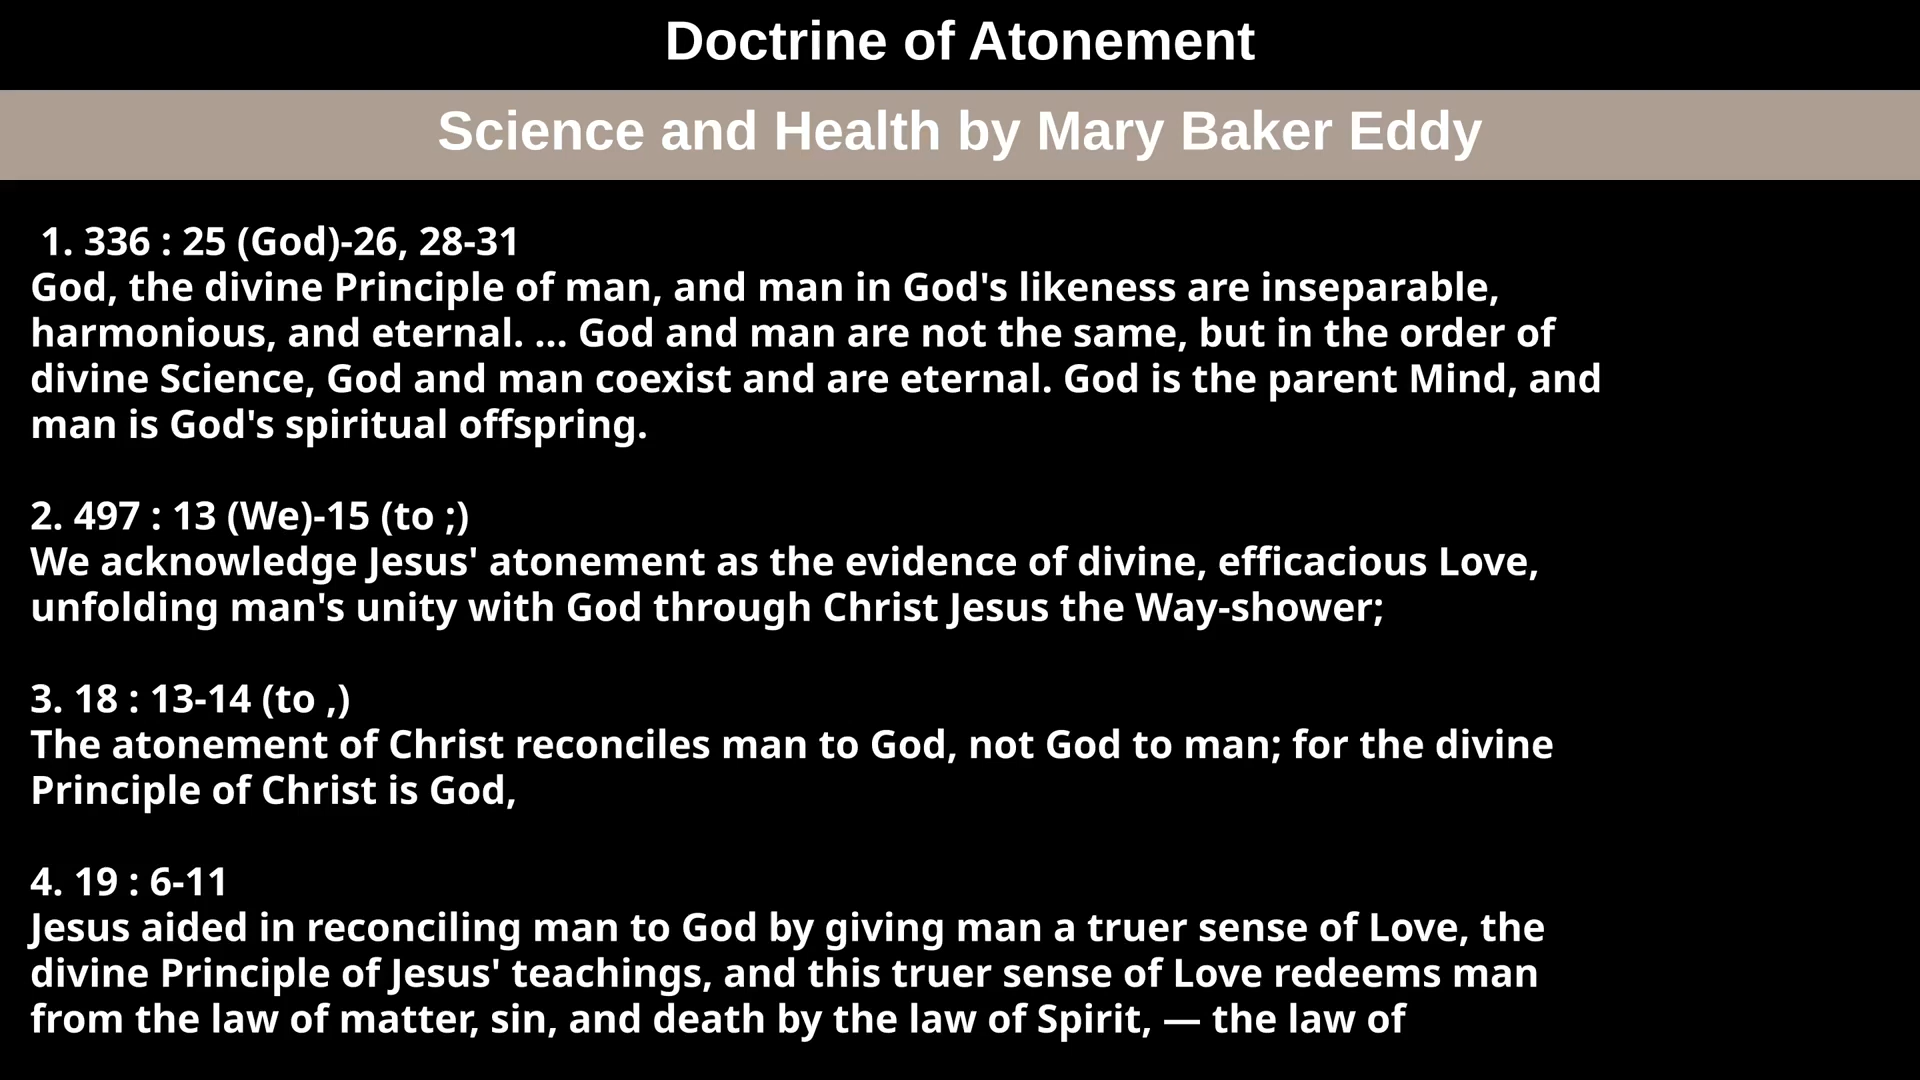 Doctrine of Atonement
Science and Health by Mary Baker Eddy
1. 336 : 25 (God)-26, 28-31
God, the divine Principle of man, and man in God's likeness are inseparable,
harmonious, and eternal. ... God and man are not the same, but in the order of
divine Science, God and man coexist and are eternal. God is the parent Mind, and
man is God's spiritual offspring.
2. 497 : 13 (We)-15 (to ;)
We acknowledge Jesus' atonement as the evidence of divine, efficacious Love,
unfolding man's unity with God through Christ Jesus the Way-shower;
3. 18 : 13-14 (to ,)
The atonement of Christ reconciles man to God, not God to man; for the divine
Principle of Christ is God,
4. 19 : 6-11
Jesus aided in reconciling man to God by giving man a truer sense of Love, the
divine Principle of Jesus' teachings, and this truer sense of Love redeems man
from the law of matter, sin, and death by the law of Spirit, — the law of